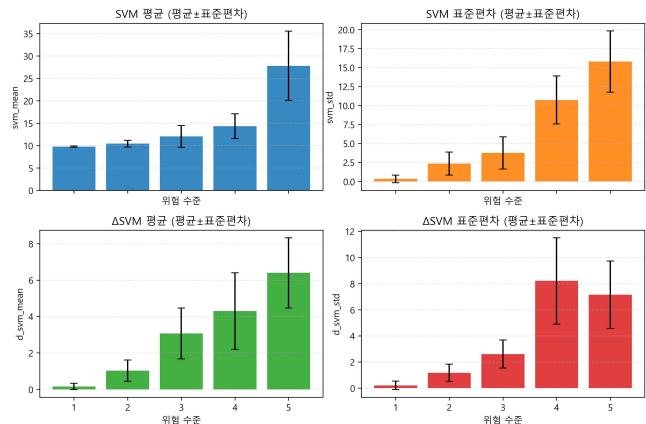 SVM 평균 (평균±표준편차)
svm_mean
35
30
25
20
15
10
5
0
위험 수준
SVM 표준편차 (평균±표준편차)
svm_std
20.0
17.5
15.0
12.5
10.0
7.5
5.0
2.5
0.0
위험 수준
ΔSVM 평균 (평균±표준편차)
d_svm_mean
8
6
4
2
0
1 2 3 4 5
위험 수준
ΔSVM 표준편차 (평균±표준편차)
d_svm_std
12
10
8
6
4
2
0
1 2 3 4 5
위험 수준